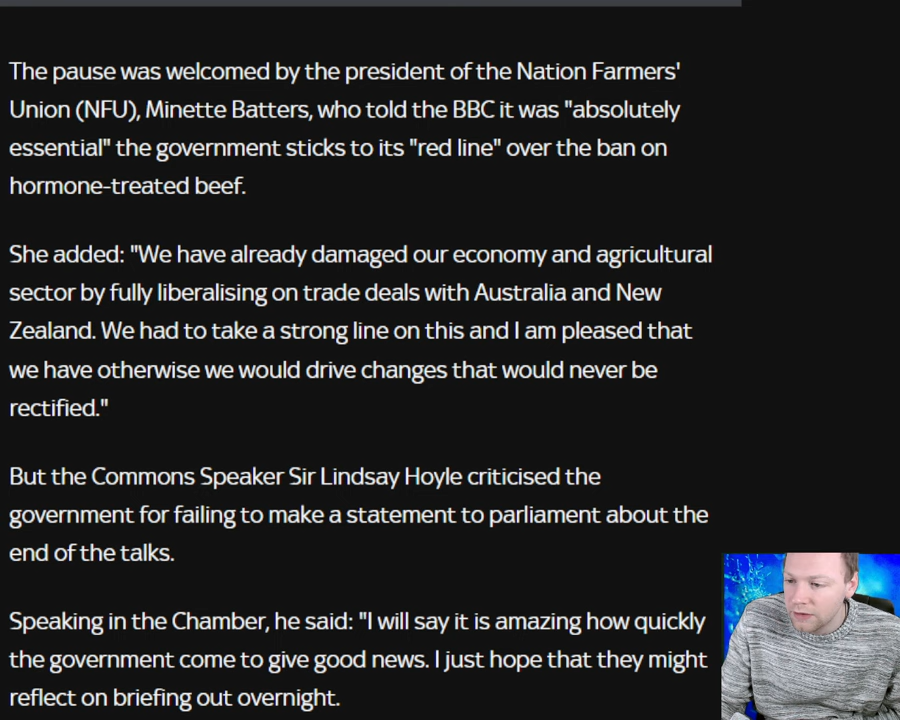 The pause was welcomed by the president of the Nation Farmers'
Union (NFU), Minette Batters, who told the BBC it was "absolutely
essential" the government sticks to its "red line" over the ban on
hormone-treated beef.
She added: "We have already damaged our economy and agricultural
sector by fully liberalising on trade deals with Australia and New
Zealand. We had to take a strong line on this and I am pleased that
we have otherwise we would drive changes that would never be
rectified."
But the Commons Speaker Sir Lindsay Hoyle criticised the
government for failing to make a statement to parliament about the
end of the talks.
Speaking in the Chamber, he said: "I will say it is amazing how quickly
the government come to give good news. I just hope that they might
reflect on briefing out overnight.